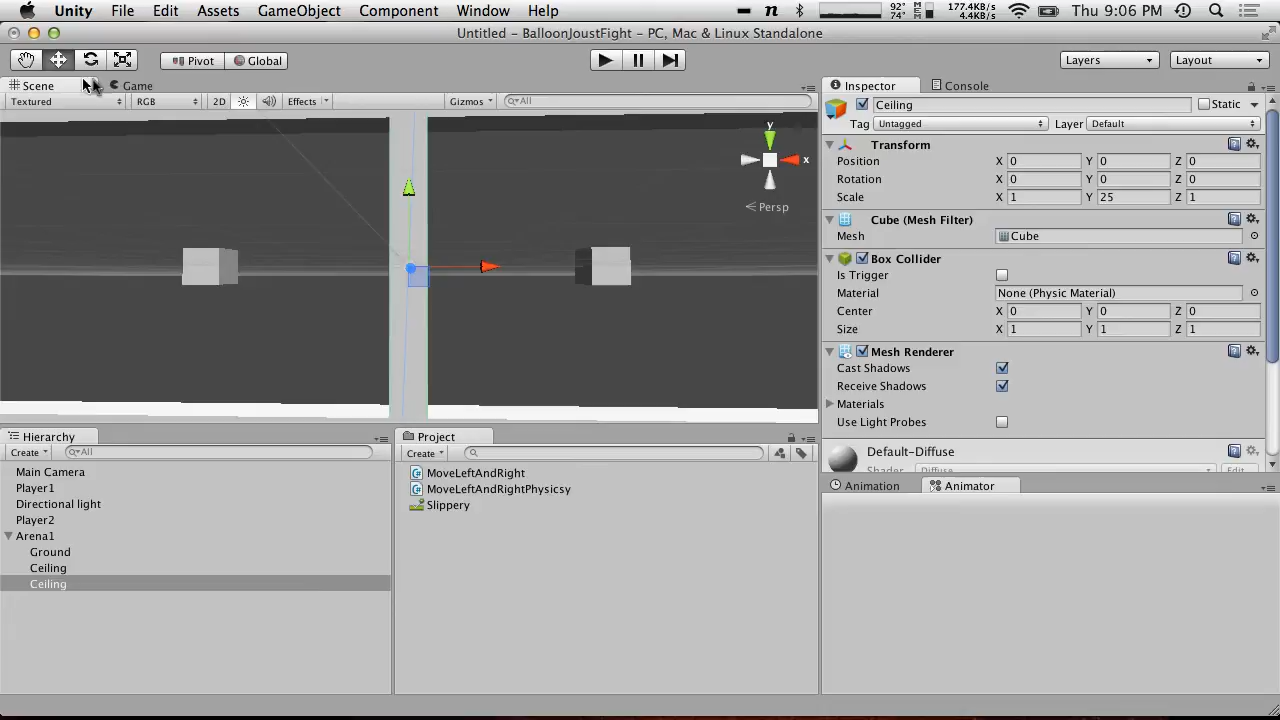 Unity File Edit Assets GameObject Component Window Help 92° 74° 177.4KB/s 4.4KB/s Thu 9:06 PM
Untitled - BalloonJoustFight - PC, Mac & Linux Standalone
Pivot Global Layers Layout
Scene Game Inspector Console
Textured RGB 2D Effects Gizmos All
Ceiling Static
Tag Untagged Layer Default
y
x
Persp
Transform
Position X 0 Y 0 Z 0
Rotation X 0 Y 0 Z 0
Scale X 1 Y 25 Z 1
Cube (Mesh Filter)
Mesh Cube
Box Collider
Is Trigger
Material None (Physic Material)
Center X 0 Y 0 Z 0
Size X 1 Y 1 Z 1
Mesh Renderer
Cast Shadows
Receive Shadows
Materials
Use Light Probes
Default-Diffuse
Shader Diffuse Edit
Hierarchy
Create All
Main Camera
Player1
Directional light
Player2
Arena1
Ground
Ceiling
Ceiling
Project
Create
MoveLeftAndRight
MoveLeftAndRightPhysicsy
Slippery
Animation Animator